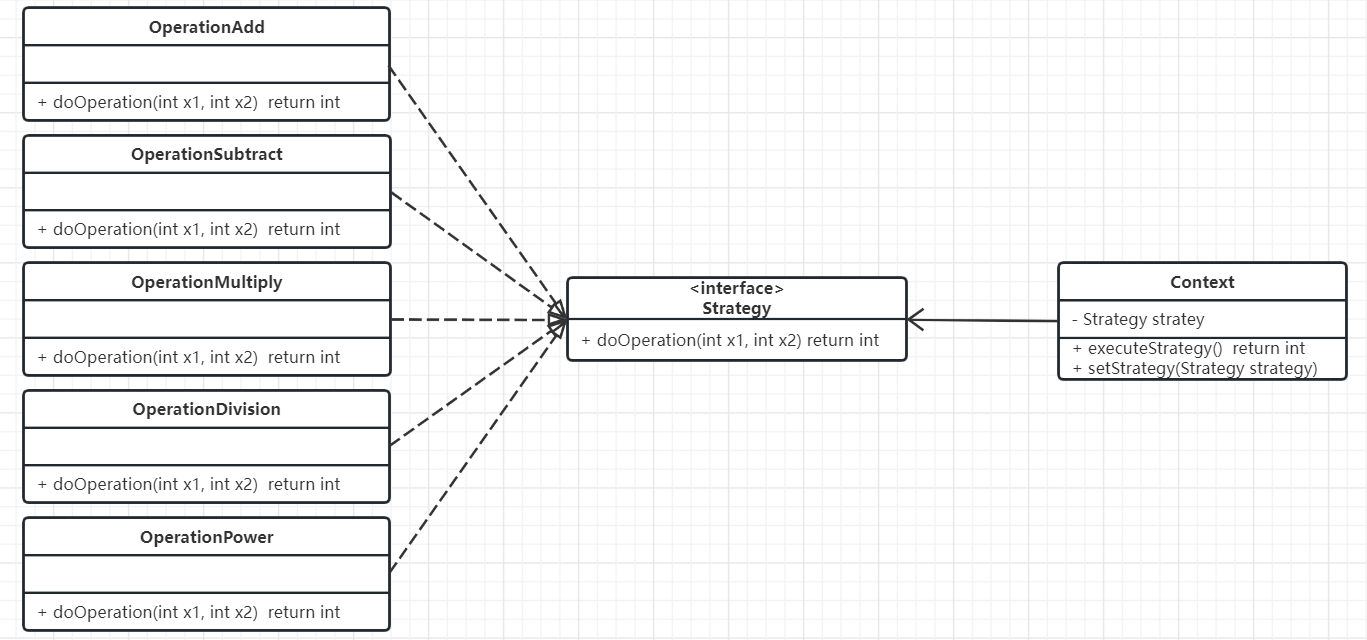 OperationAdd
+ doOperation(int x1, int x2)  return int
OperationSubtract
+ doOperation(int x1, int x2)  return int
OperationMultiply
+ doOperation(int x1, int x2)  return int
OperationDivision
+ doOperation(int x1, int x2)  return int
OperationPower
+ doOperation(int x1, int x2)  return int
<interface>
Strategy
+ doOperation(int x1, int x2) return int
Context
- Strategy stratey
+ executeStrategy()  return int
+ setStrategy(Strategy strategy)